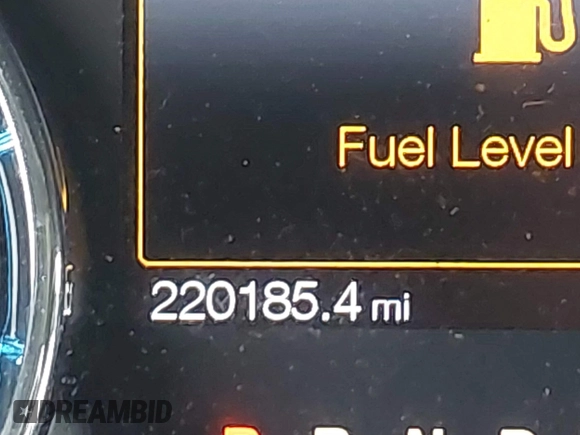 Fuel Level
220185.4 mi
DREAMBID